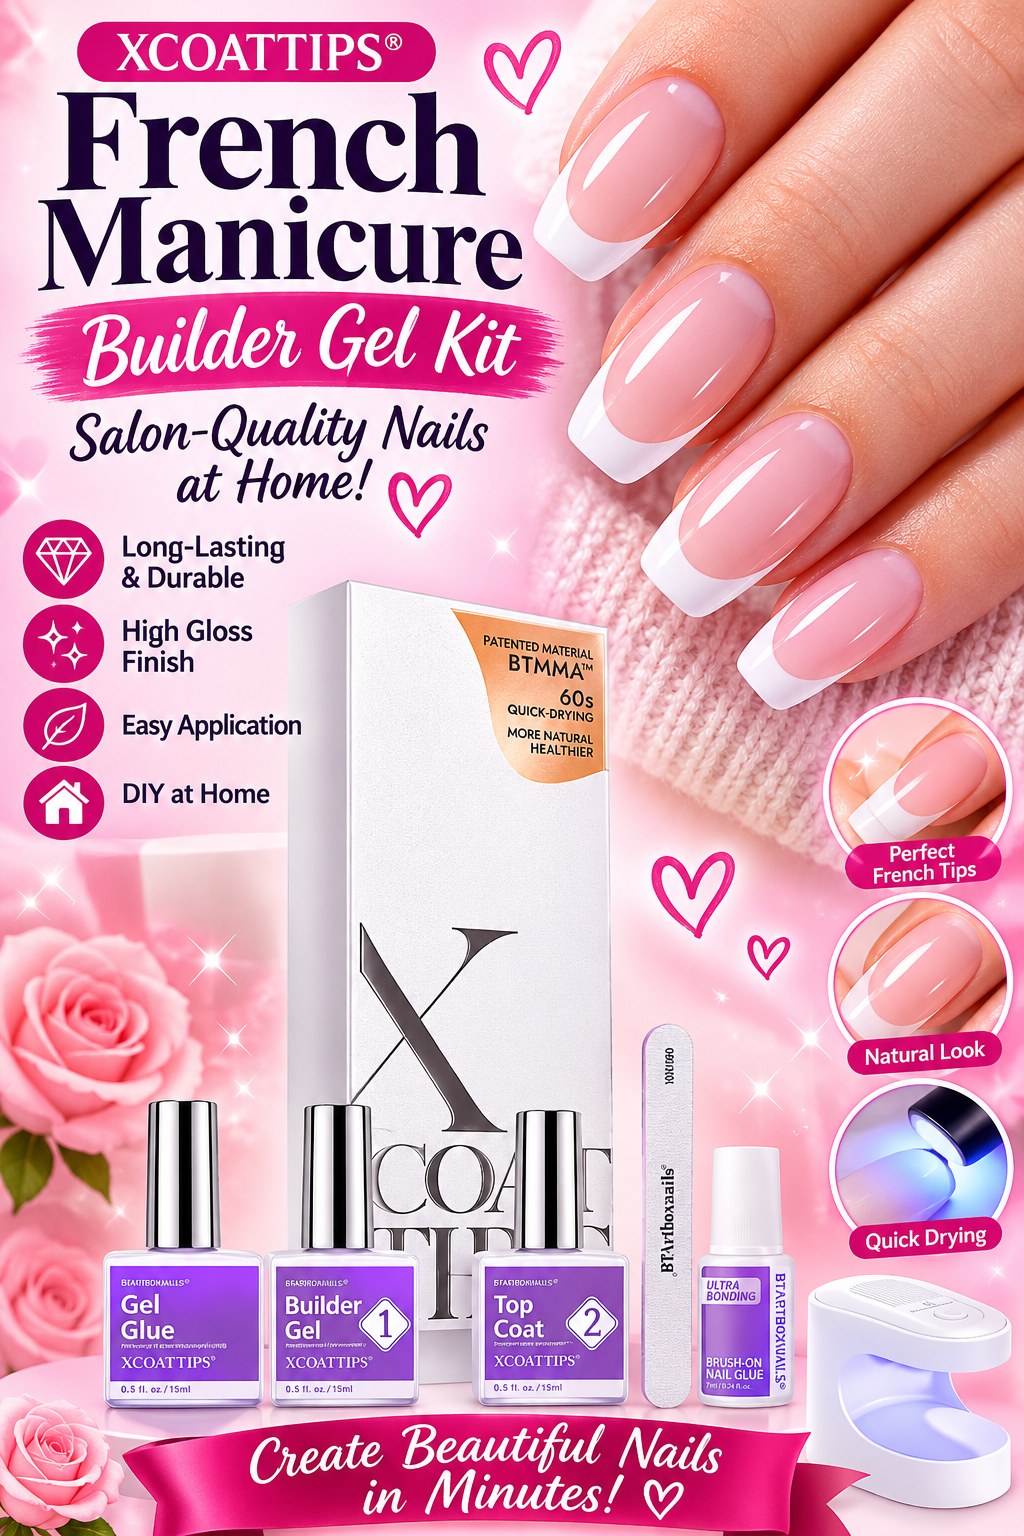 XCOATTIPS®
French
Manicure
Builder Gel Kit
Salon-Quality Nails
at Home!
Long-Lasting
& Durable
High Gloss
Finish
Easy Application
DIY at Home
PATENTED MATERIAL
BTMMA™
60s
QUICK-DRYING
MORE NATURAL
HEALTHIER
X
COAT
TIPS
Perfect
French Tips
Natural Look
Quick Drying
Gel
Glue
XCOATTIPS®
0.5 fl. oz./15ml
Builder
Gel
1
XCOATTIPS®
0.5 fl. oz./15ml
Top
Coat
2
XCOATTIPS®
0.5 fl. oz./15ml
ULTRA
BONDING
BRUSH-ON
NAIL GLUE
Create Beautiful Nails
in Minutes!